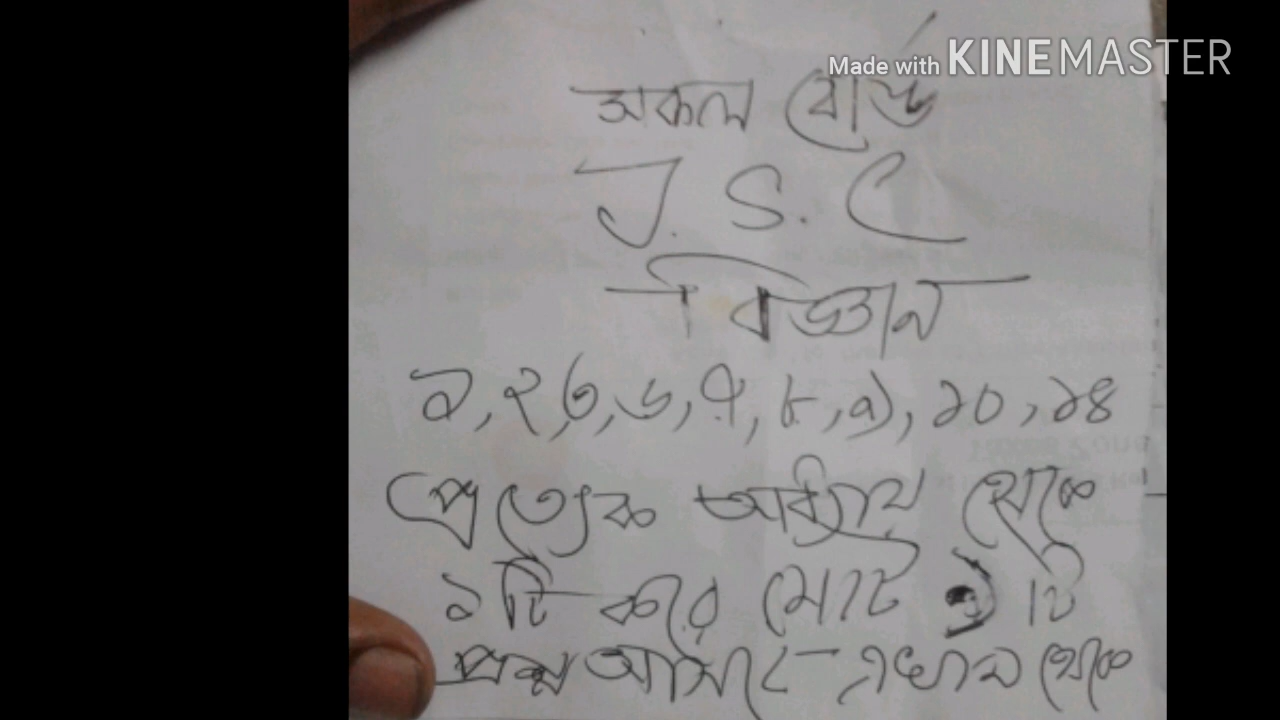 Made with KINEMASTER
সকল বোর্ড
J. S. C
বিজ্ঞান
১, ২, ৩, ৬, ৭, ৮, ৯, ১০, ১৪
প্রত্যেক অধ্যায় থেকে
১টি করে মোট ৯টি
প্রশ্ন আসবে এখান থেকে